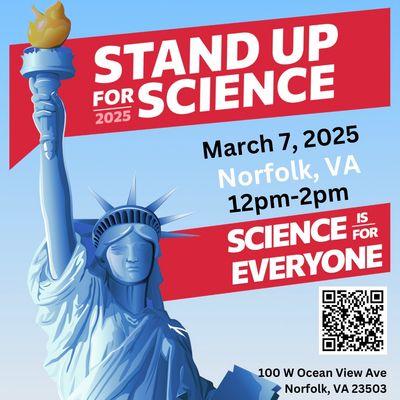 STAND UP
FOR SCIENCE
2025
March 7, 2025
Norfolk, VA
12pm-2pm
SCIENCE IS FOR
EVERYONE
100 W Ocean View Ave
Norfolk, VA 23503